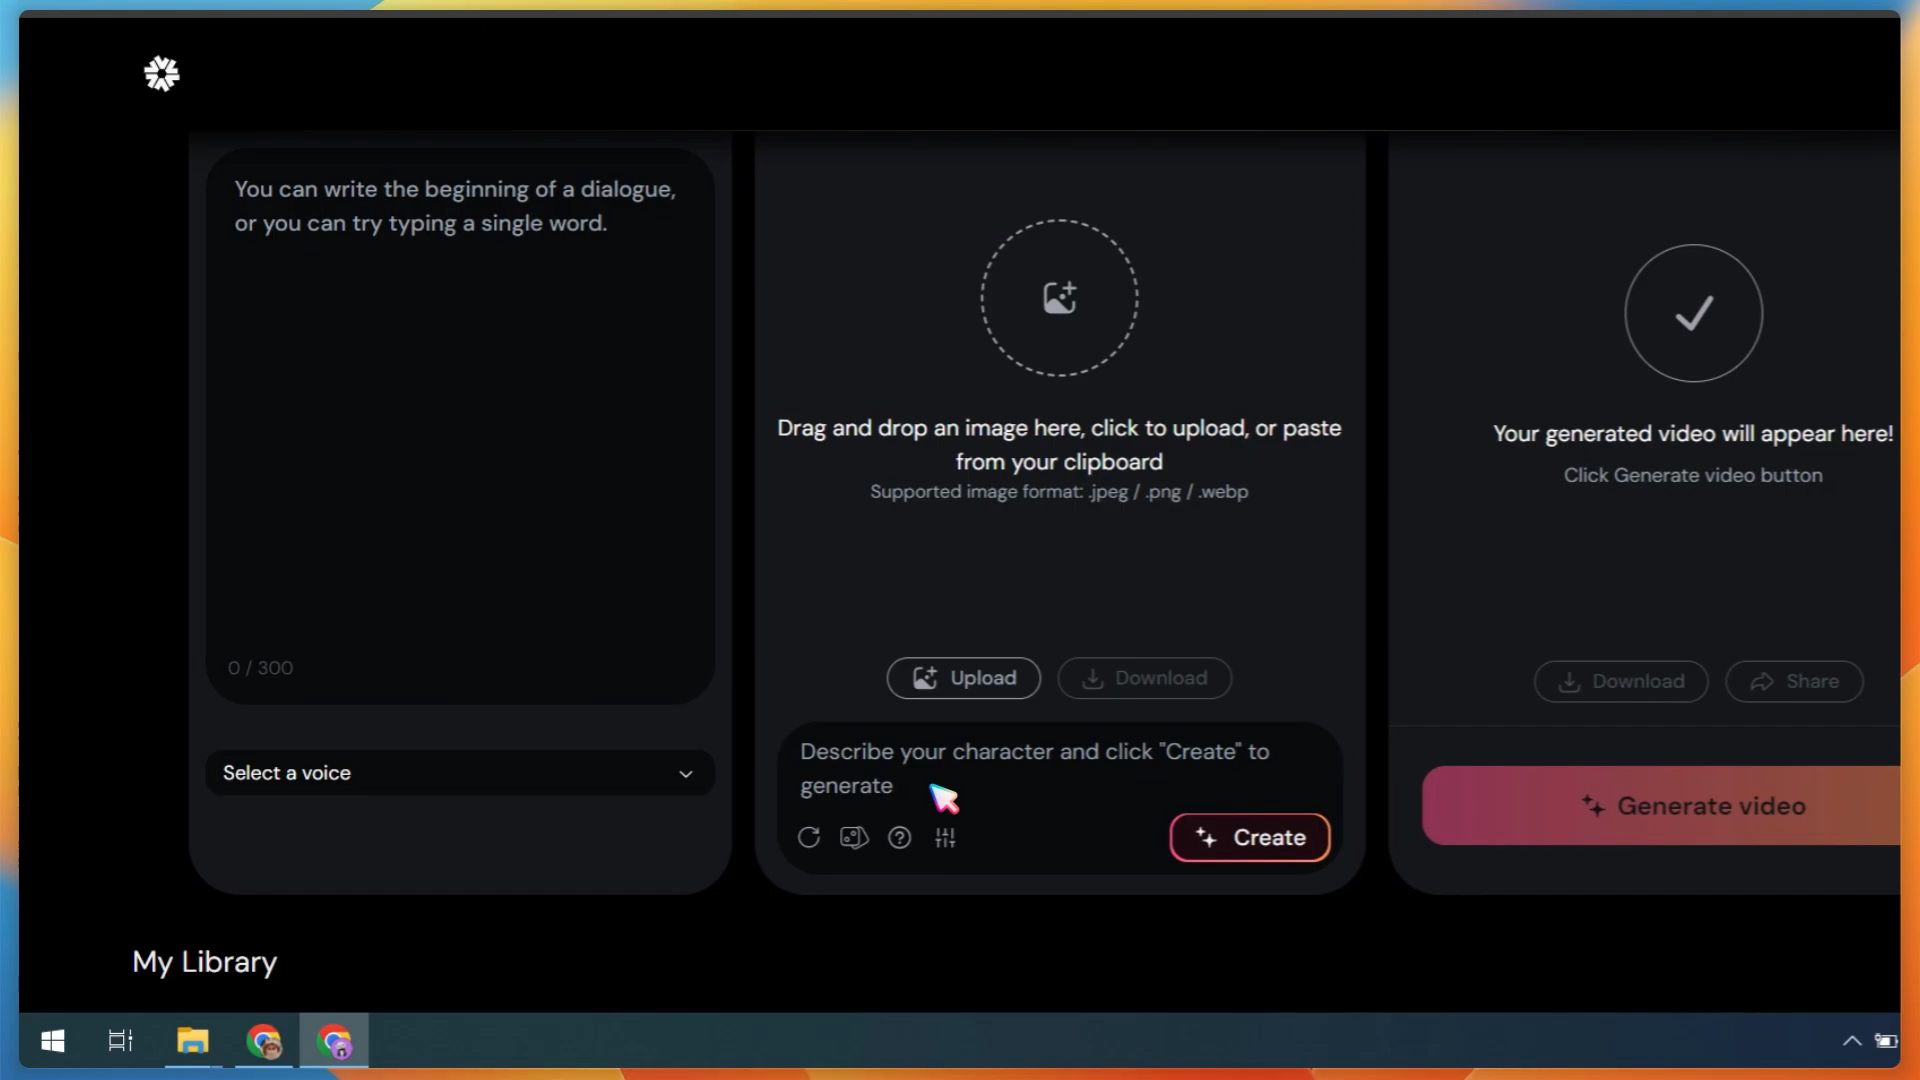 You can write the beginning of a dialogue,
or you can try typing a single word.
0 / 300
Select a voice
Drag and drop an image here, click to upload, or paste
from your clipboard
Supported image format: .jpeg / .png / .webp
Upload
Download
Describe your character and click "Create" to
generate
Create
Your generated video will appear here!
Click Generate video button
Download
Share
Generate video
My Library